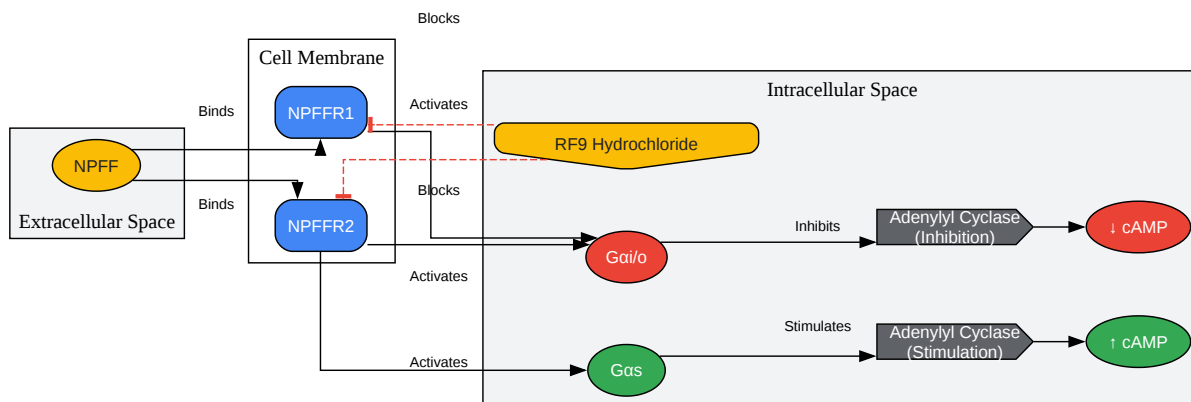 Blocks
Cell Membrane
Intracellular Space
NPFFR1
Binds
Activates
RF9 Hydrochloride
NPFF
Extracellular Space
Binds
Blocks
NPFFR2
Inhibits
Adenylyl Cyclase
(Inhibition)
↓ cAMP
Gαi/o
Activates
Stimulates
Adenylyl Cyclase
(Stimulation)
↑ cAMP
Activates
Gαs